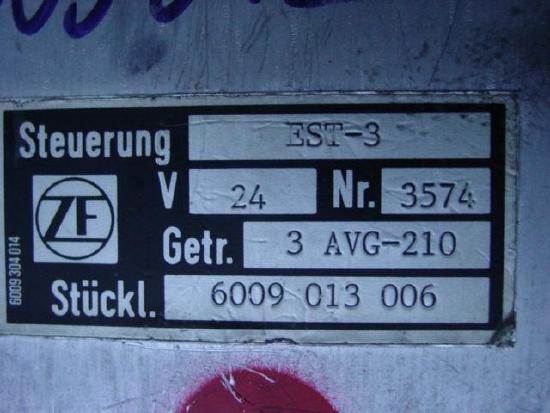 Steuerung EST-3
ZF V 24 Nr. 3574
Getr. 3 AVG-210
Stückl. 6009 013 006
6009 304 014